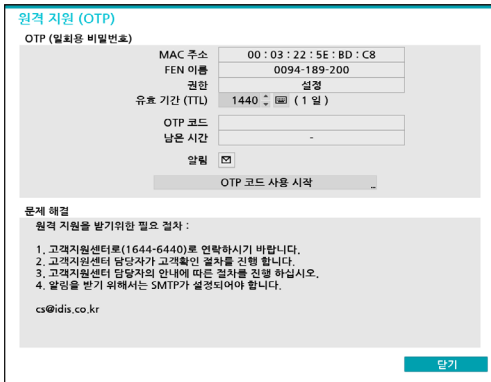 원격 지원 (OTP)
OTP (일회용 비밀번호)
MAC 주소 00 : 03 : 22 : 5E : BD : C8
FEN 이름 0094-189-200
권한 설정
유효 기간 (TTL) 1440 ( 1 일 )
OTP 코드
남은 시간 -
알림
OTP 코드 사용 시작 ...
문제 해결
원격 지원을 받기위한 필요 절차 :
1. 고객지원센터로(1644-6440)로 연락하시기 바랍니다.
2. 고객지원센터 담당자가 고객확인 절차를 진행 합니다.
3. 고객지원센터 담당자의 안내에 따른 절차를 진행 하십시오.
4. 알림을 받기 위해서는 SMTP가 설정되어야 합니다.
cs@idis.co.kr
닫기